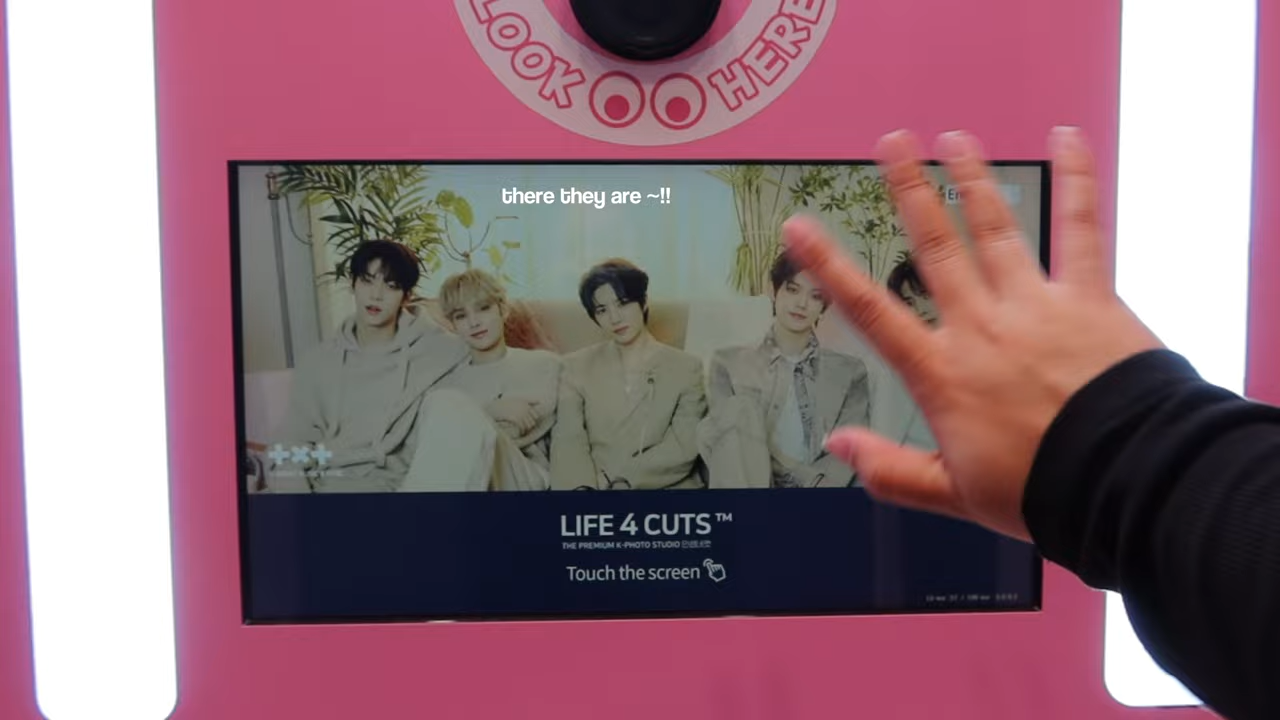 LOOK HERE
there they are ~!!
LIFE 4 CUTS™
THE PREMIUM K-PHOTO STUDIO
Touch the screen